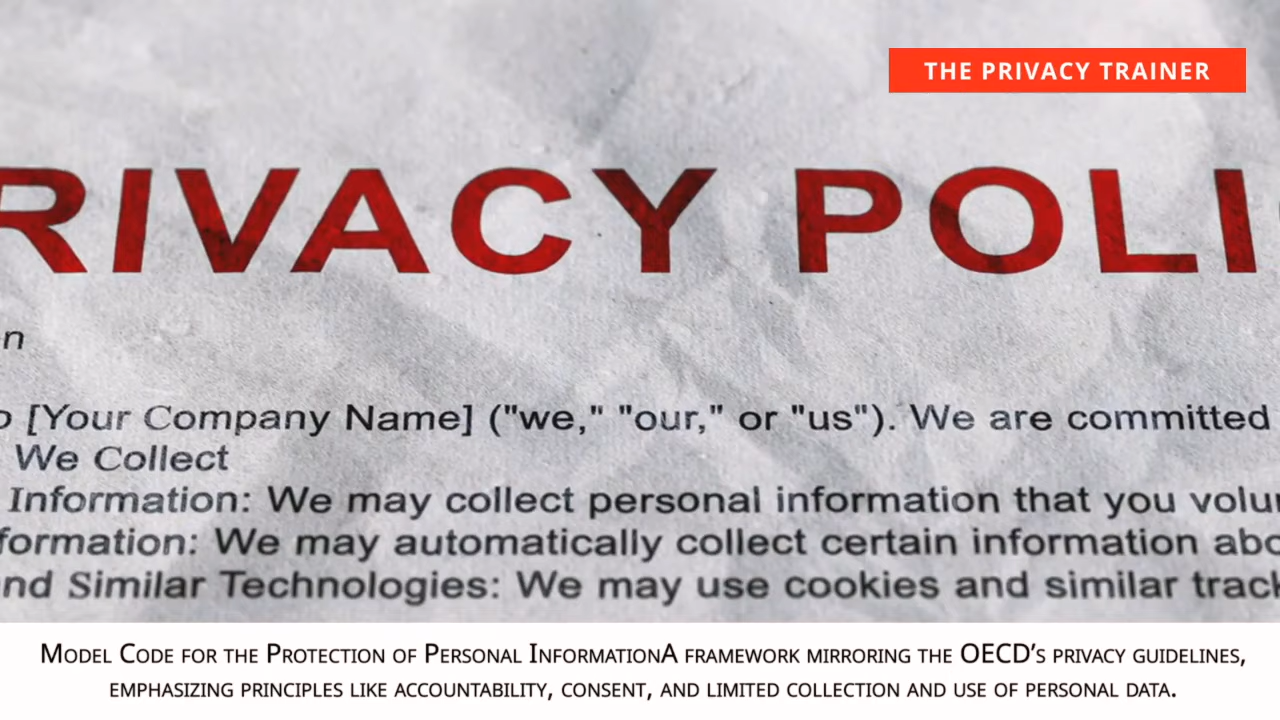 THE PRIVACY TRAINER
RIVACY POLI
n
[Your Company Name] ("we," "our," or "us"). We are committed
We Collect
Information: We may collect personal information that you volu
formation: We may automatically collect certain information abo
nd Similar Technologies: We may use cookies and similar track
Model Code for the Protection of Personal InformationA framework mirroring the OECD's privacy guidelines,
emphasizing principles like accountability, consent, and limited collection and use of personal data.